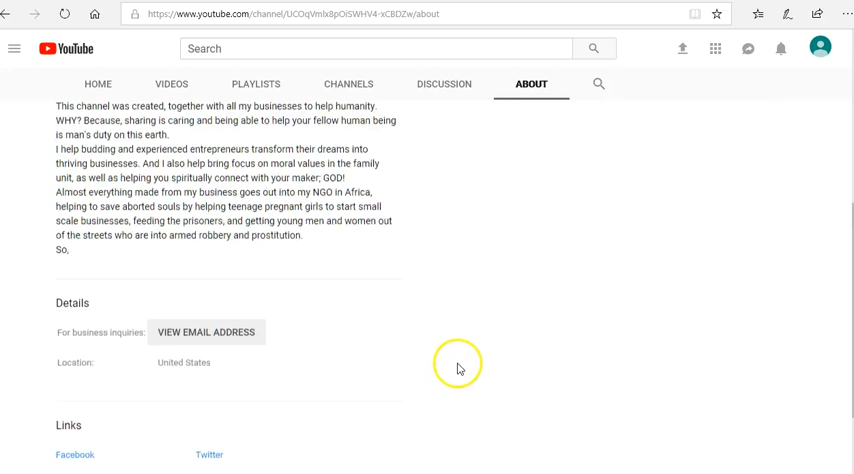 https://www.youtube.com/channel/UCOqVmlx8pOiSWHV4-xCBDZw/about
YouTube
Search
HOME VIDEOS PLAYLISTS CHANNELS DISCUSSION ABOUT
This channel was created, together with all my businesses to help humanity.
WHY? Because, sharing is caring and being able to help your fellow human being
is man's duty on this earth.
I help budding and experienced entrepreneurs transform their dreams into
thriving businesses. And I also help bring focus on moral values in the family
unit, as well as helping you spiritually connect with your maker; GOD!
Almost everything made from my business goes out into my NGO in Africa,
helping to save aborted souls by helping teenage pregnant girls to start small
scale businesses, feeding the prisoners, and getting young men and women out
of the streets who are into armed robbery and prostitution.
So,
Details
For business inquiries: VIEW EMAIL ADDRESS
Location: United States
Links
Facebook Twitter